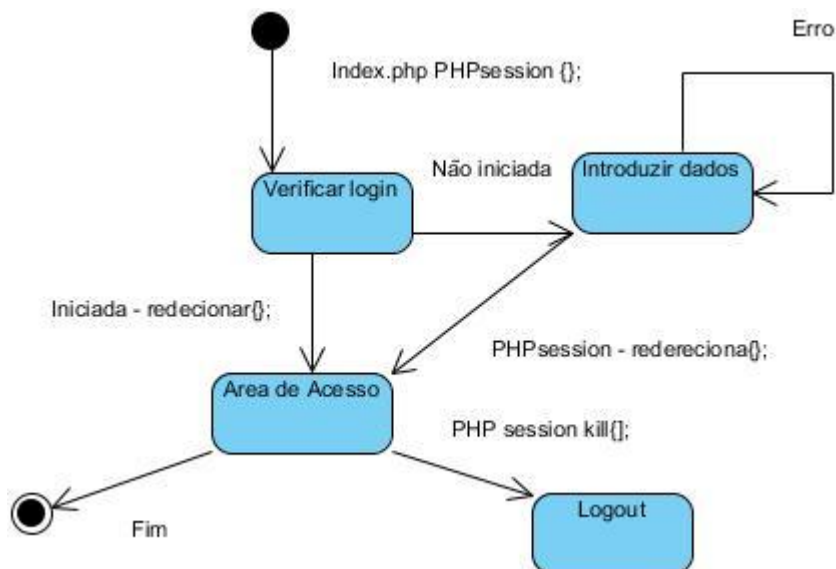 Erro
Index.php PHPsession {};
Não iniciada
Introduzir dados
Verificar login
Iniciada - redecionar{};
PHPsession - redereciona{};
Area de Acesso
PHP session kill{];
Logout
Fim